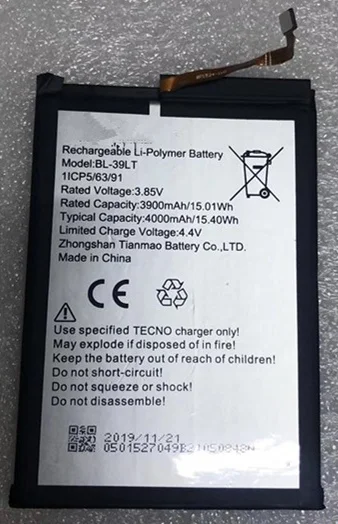 Rechargeable Li-Polymer Battery
Model:BL-39LT
1ICP5/63/91
Rated Voltage:3.85V
Rated Capacity:3900mAh/15.01Wh
Typical Capacity:4000mAh/15.40Wh
Limited Charge Voltage:4.4V
Zhongshan Tianmao Battery Co.,LTD.
Made in China
CE
Use specified TECNO charger only!
May explode if disposed of in fire!
Keep the battery out of reach of children!
Do not short-circuit!
Do not squeeze or shock!
Do not disassemble!
2019/11/21